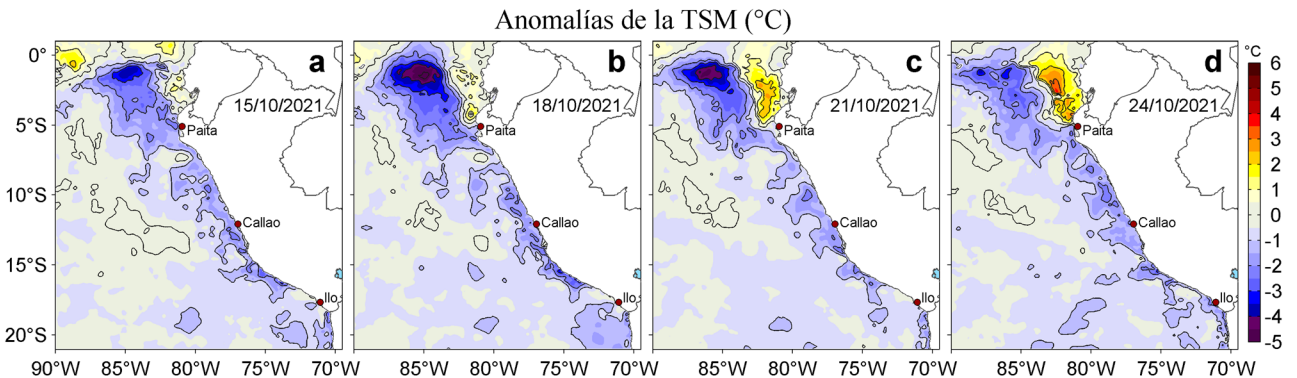 Anomalías de la TSM (°C)
a
15/10/2021
Paita
Callao
Ilo
b
18/10/2021
Paita
Callao
Ilo
c
21/10/2021
Paita
Callao
Ilo
d
24/10/2021
Paita
Callao
Ilo
0°
5°S
10°S
15°S
20°S
90°W 85°W 80°W 75°W 70°W
85°W 80°W 75°W 70°W
85°W 80°W 75°W 70°W
85°W 80°W 75°W 70°W
°C
6
5
4
3
2
1
0
-1
-2
-3
-4
-5